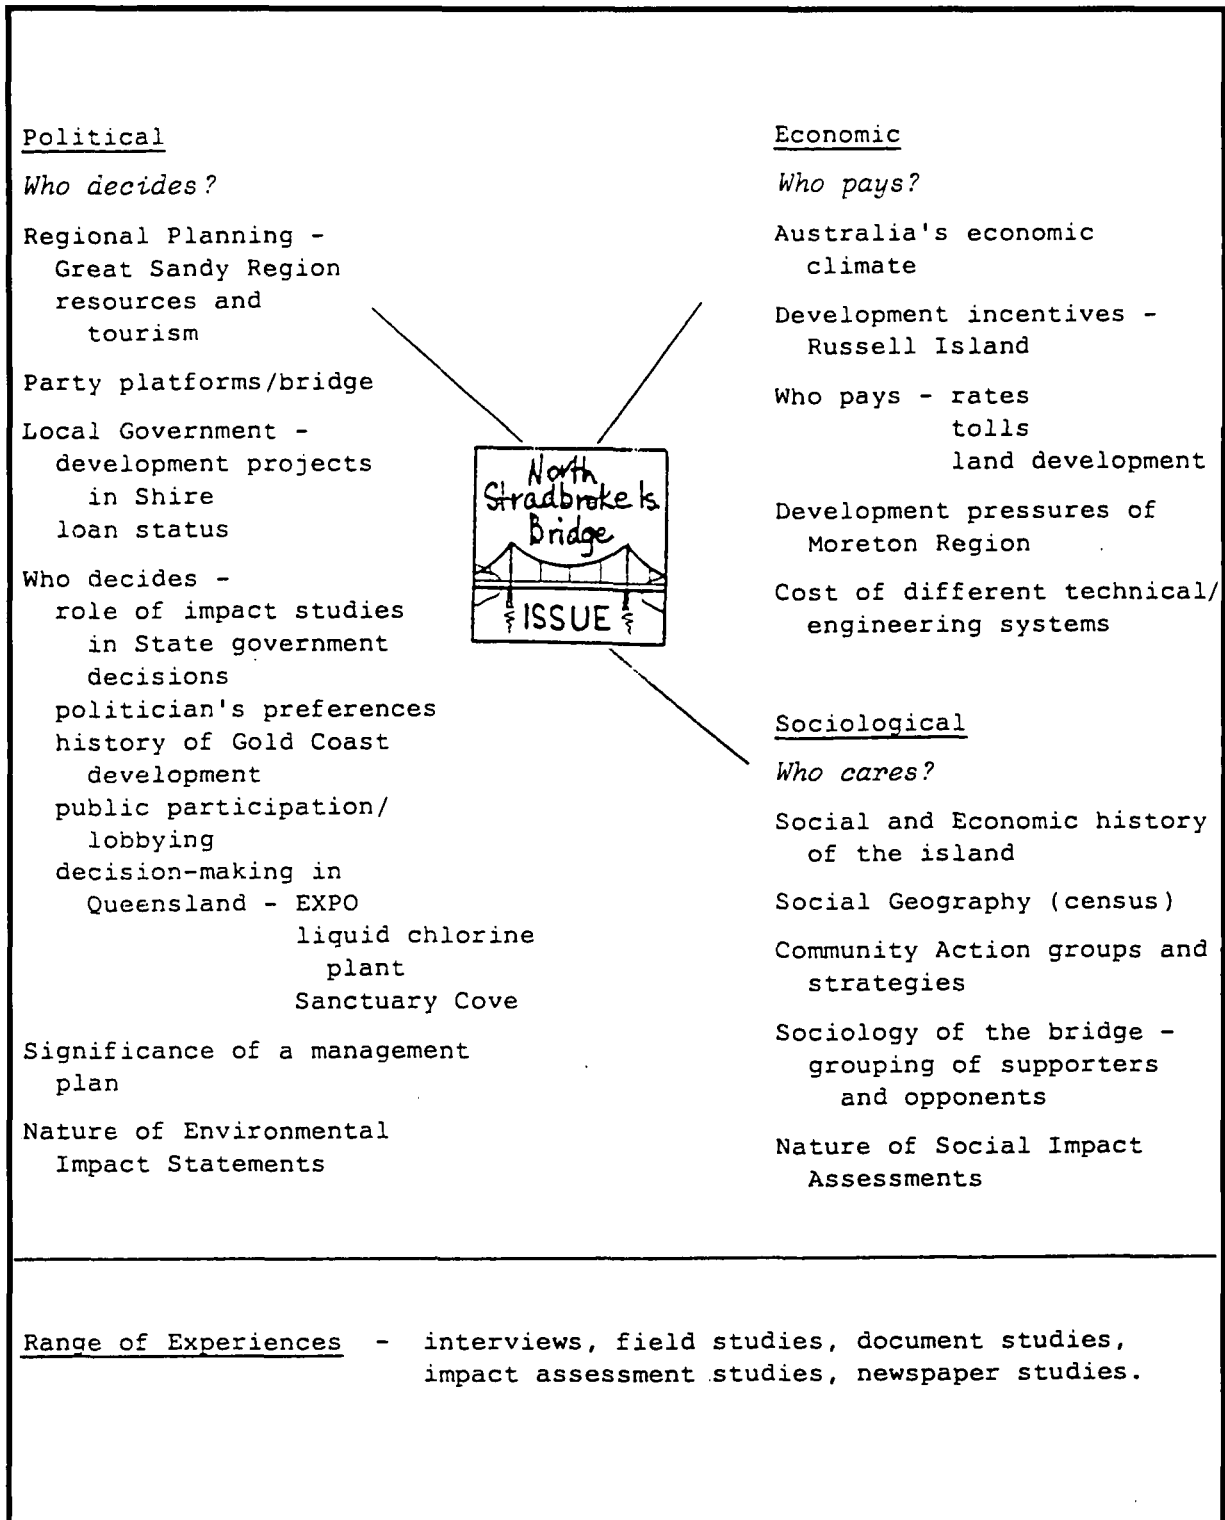 Political
Who decides?
Regional Planning -
Great Sandy Region
resources and
tourism
Party platforms/bridge
Local Government -
development projects
in Shire
loan status
Who decides -
role of impact studies
in State government
decisions
politician's preferences
history of Gold Coast
development
public participation/
lobbying
decision-making in
Queensland - EXPO
liquid chlorine
plant
Sanctuary Cove
Significance of a management
plan
Nature of Environmental
Impact Statements
North
Stradbroke Is.
Bridge
ISSUE
Economic
Who pays?
Australia's economic
climate
Development incentives -
Russell Island
Who pays - rates
tolls
land development
Development pressures of
Moreton Region
Cost of different technical/
engineering systems
Sociological
Who cares?
Social and Economic history
of the island
Social Geography (census)
Community Action groups and
strategies
Sociology of the bridge -
grouping of supporters
and opponents
Nature of Social Impact
Assessments
Range of Experiences - interviews, field studies, document studies,
impact assessment studies, newspaper studies.